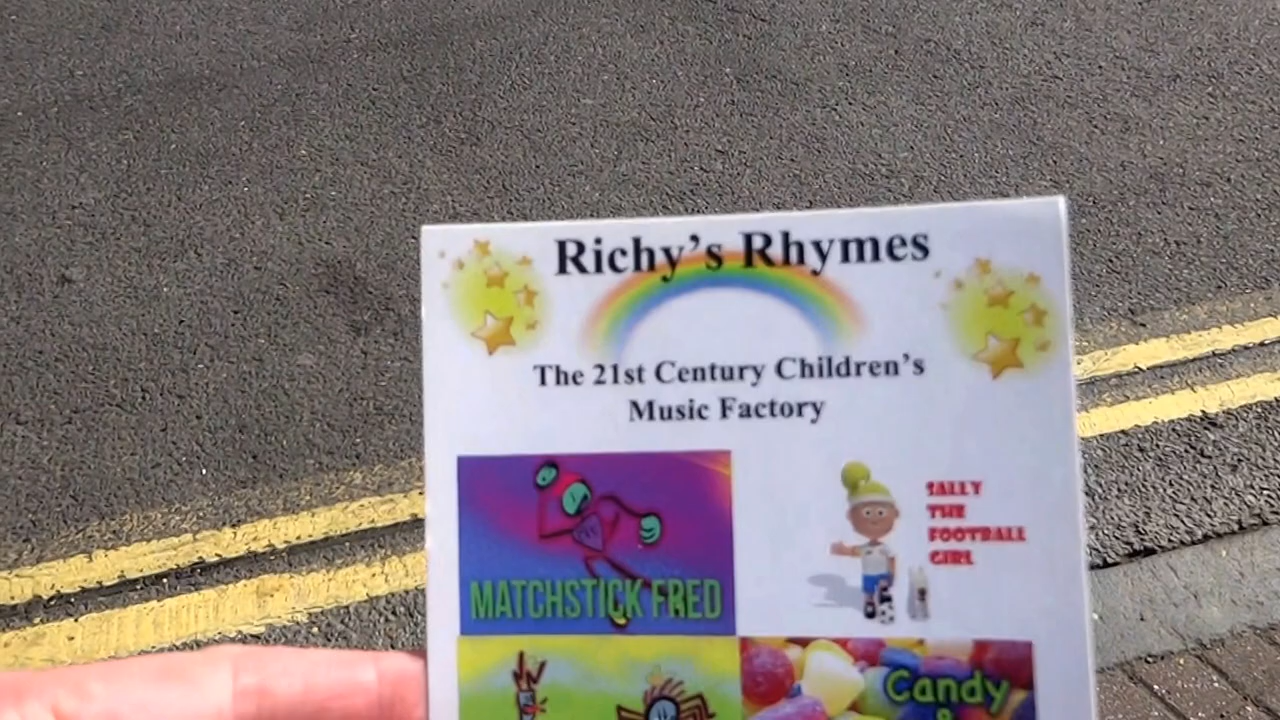 Richy's Rhymes
The 21st Century Children's
Music Factory
MATCHSTICK FRED
SALLY
THE
FOOTBALL
GIRL
Candy
&